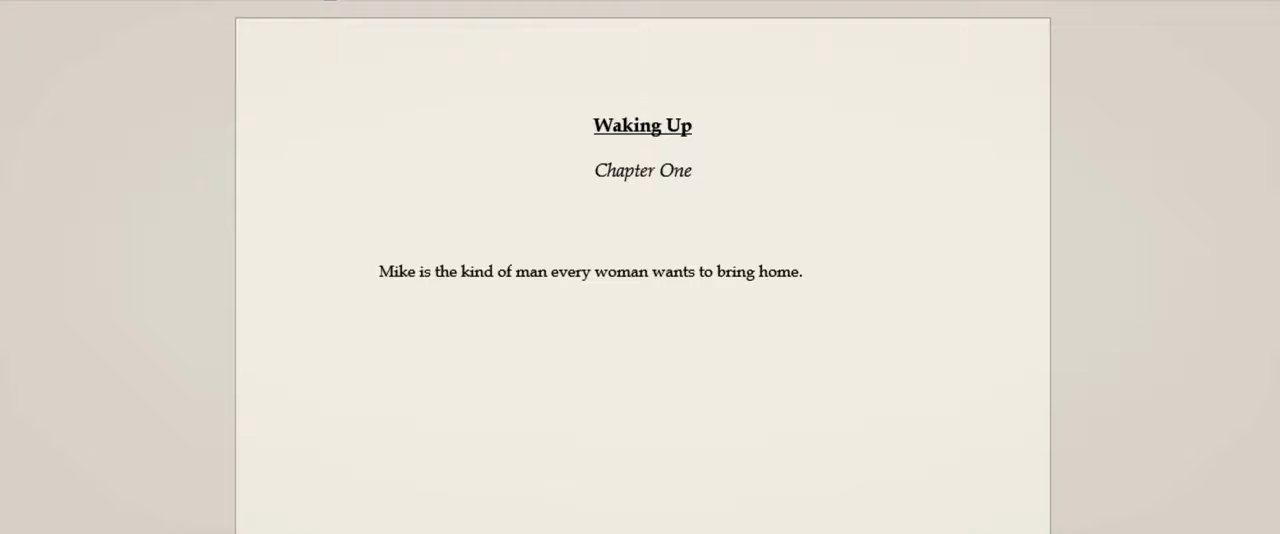 Waking Up
Chapter One
Mike is the kind of man every woman wants to bring home.